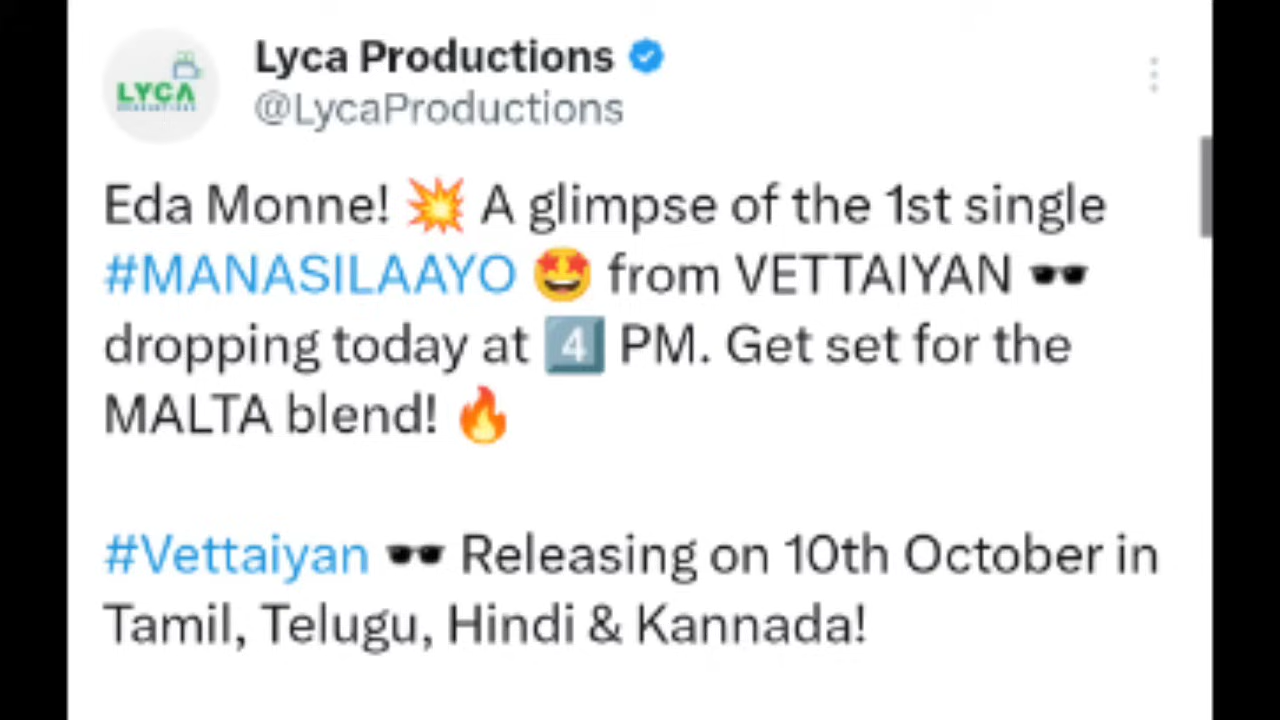 LYCA
PRODUCTIONS
Lyca Productions
@LycaProductions
Eda Monne! 💥 A glimpse of the 1st single
#MANASILAAYO 🤩 from VETTAIYAN 🕶️
dropping today at 4️⃣ PM. Get set for the
MALTA blend! 🔥
#Vettaiyan 🕶️ Releasing on 10th October in
Tamil, Telugu, Hindi & Kannada!